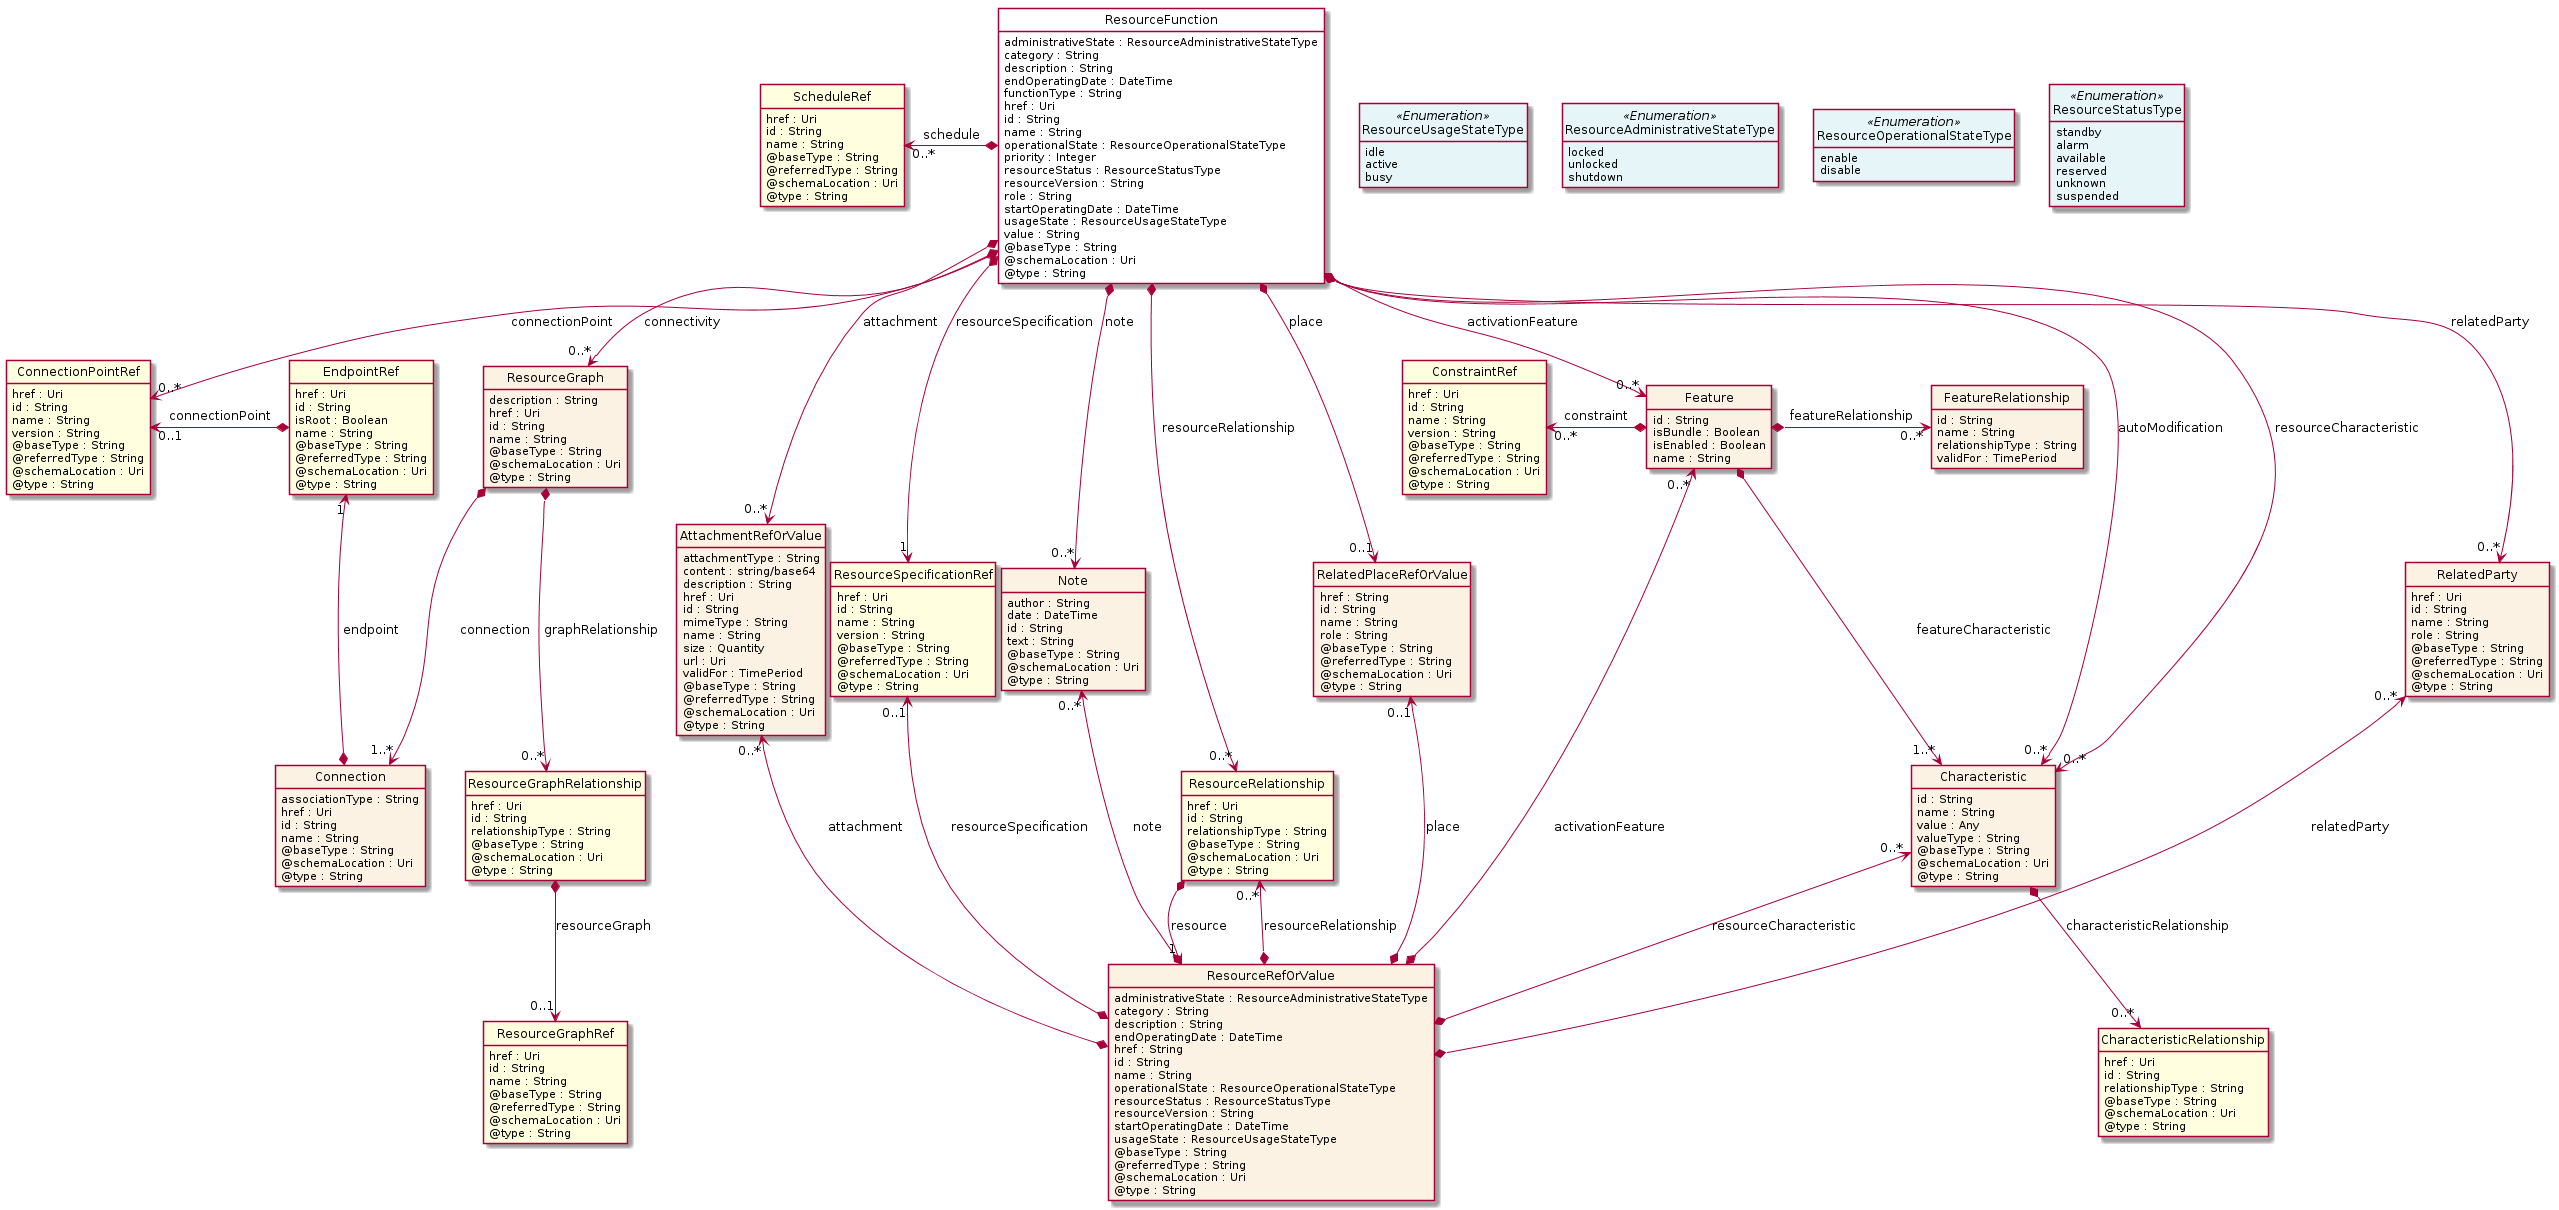 ResourceFunction
administrativeState : ResourceAdministrativeStateType
category : String
description : String
endOperatingDate : DateTime
functionType : String
href : Uri
id : String
name : String
operationalState : ResourceOperationalStateType
priority : Integer
resourceStatus : ResourceStatusType
resourceVersion : String
role : String
startOperatingDate : DateTime
usageState : ResourceUsageStateType
value : String
@baseType : String
@schemaLocation : Uri
@type : String
ScheduleRef
href : Uri
id : String
name : String
@baseType : String
@referredType : String
@schemaLocation : Uri
@type : String
schedule
0..*
«Enumeration»
ResourceUsageStateType
idle
active
busy
«Enumeration»
ResourceAdministrativeStateType
locked
unlocked
shutdown
«Enumeration»
ResourceOperationalStateType
enable
disable
«Enumeration»
ResourceStatusType
standby
alarm
available
reserved
unknown
suspended
connectionPoint
connectivity
attachment
resourceSpecification
note
place
activationFeature
relatedParty
0..*
0..*
ConnectionPointRef
href : Uri
id : String
name : String
version : String
@baseType : String
@referredType : String
@schemaLocation : Uri
@type : String
connectionPoint
0..1
EndpointRef
href : Uri
id : String
isRoot : Boolean
name : String
@baseType : String
@referredType : String
@schemaLocation : Uri
@type : String
1
ResourceGraph
description : String
href : Uri
id : String
name : String
@baseType : String
@schemaLocation : Uri
@type : String
resourceRelationship
ConstraintRef
href : Uri
id : String
name : String
version : String
@baseType : String
@referredType : String
@schemaLocation : Uri
@type : String
constraint
0..*
0..*
Feature
id : String
isBundle : Boolean
isEnabled : Boolean
name : String
0..*
featureRelationship
0..*
FeatureRelationship
id : String
name : String
relationshipType : String
validFor : TimePeriod
autoModification
resourceCharacteristic
0..*
AttachmentRefOrValue
attachmentType : String
content : string/base64
description : String
href : Uri
id : String
mimeType : String
name : String
size : Quantity
url : Uri
validFor : TimePeriod
@baseType : String
@referredType : String
@schemaLocation : Uri
@type : String
0..*
1
ResourceSpecificationRef
href : Uri
id : String
name : String
version : String
@baseType : String
@referredType : String
@schemaLocation : Uri
@type : String
0..1
0..*
Note
author : String
date : DateTime
id : String
text : String
@baseType : String
@schemaLocation : Uri
@type : String
0..*
0..1
RelatedPlaceRefOrValue
href : String
id : String
name : String
role : String
@baseType : String
@referredType : String
@schemaLocation : Uri
@type : String
0..1
0..*
RelatedParty
href : Uri
id : String
name : String
role : String
@baseType : String
@referredType : String
@schemaLocation : Uri
@type : String
0..*
endpoint
connection
graphRelationship
featureCharacteristic
1..*
Connection
associationType : String
href : Uri
id : String
name : String
@baseType : String
@schemaLocation : Uri
@type : String
0..*
ResourceGraphRelationship
href : Uri
id : String
relationshipType : String
@baseType : String
@schemaLocation : Uri
@type : String
attachment
resourceSpecification
note
0..*
ResourceRelationship
href : Uri
id : String
relationshipType : String
@baseType : String
@schemaLocation : Uri
@type : String
0..*
place
activationFeature
1..*
0..*
0..*
Characteristic
id : String
name : String
value : Any
valueType : String
@baseType : String
@schemaLocation : Uri
@type : String
0..*
relatedParty
resourceGraph
resource
resourceRelationship
resourceCharacteristic
characteristicRelationship
0..1
ResourceGraphRef
href : Uri
id : String
name : String
@baseType : String
@referredType : String
@schemaLocation : Uri
@type : String
1
ResourceRefOrValue
administrativeState : ResourceAdministrativeStateType
category : String
description : String
endOperatingDate : DateTime
href : String
id : String
name : String
operationalState : ResourceOperationalStateType
resourceStatus : ResourceStatusType
resourceVersion : String
startOperatingDate : DateTime
usageState : ResourceUsageStateType
@baseType : String
@referredType : String
@schemaLocation : Uri
@type : String
0..*
CharacteristicRelationship
href : Uri
id : String
relationshipType : String
@baseType : String
@schemaLocation : Uri
@type : String